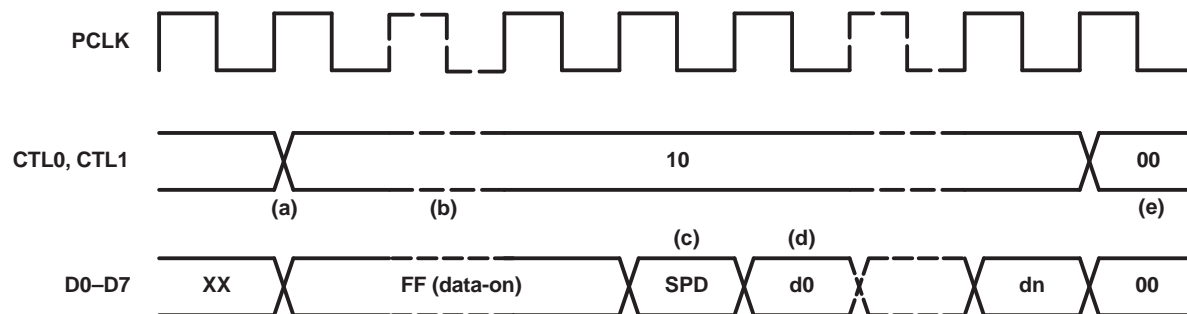 PCLK
CTL0, CTL1
10
00
(a)
(b)
(e)
(c)
(d)
D0–D7
XX
FF (data-on)
SPD
d0
dn
00